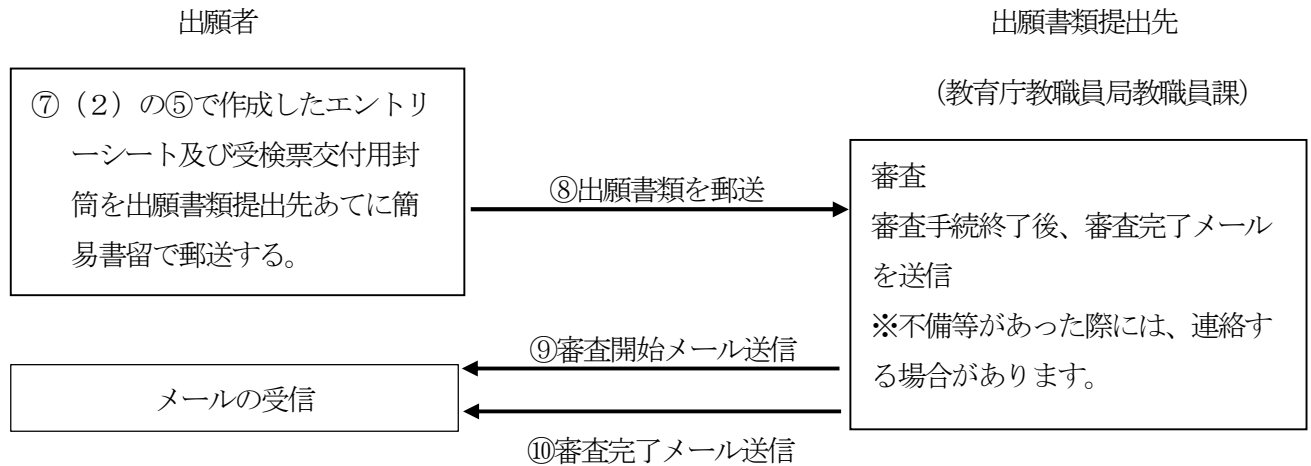 出願者
出願書類提出先
(教育庁教職員局教職員課)
⑦（２）の⑤で作成したエントリ
ーシート及び受検票交付用封
筒を出願書類提出先あてに簡
易書留で郵送する。
⑧出願書類を郵送
審査
審査手続終了後、審査完了メール
を送信
※不備等があった際には、連絡す
る場合があります。
⑨審査開始メール送信
メールの受信
⑩審査完了メール送信